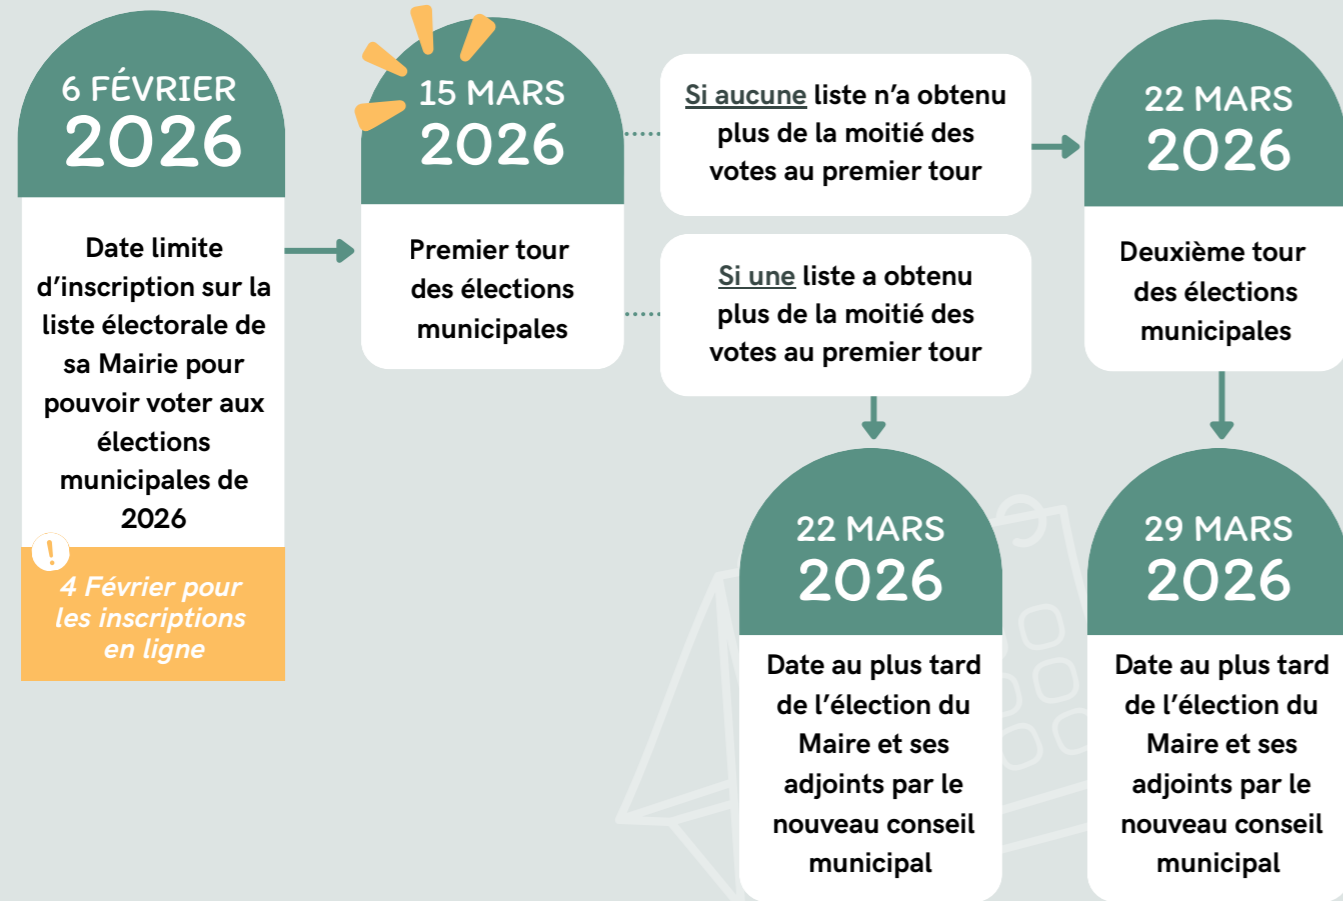 6 FÉVRIER
2026
Date limite
d’inscription sur la
liste électorale de
sa Mairie pour
pouvoir voter aux
élections
municipales de
2026
!
4 Février pour
les inscriptions
en ligne
15 MARS
2026
Premier tour
des élections
municipales
Si aucune liste n’a obtenu
plus de la moitié des
votes au premier tour
Si une liste a obtenu
plus de la moitié des
votes au premier tour
22 MARS
2026
Deuxième tour
des élections
municipales
22 MARS
2026
Date au plus tard
de l’élection du
Maire et ses
adjoints par le
nouveau conseil
municipal
29 MARS
2026
Date au plus tard
de l’élection du
Maire et ses
adjoints par le
nouveau conseil
municipal